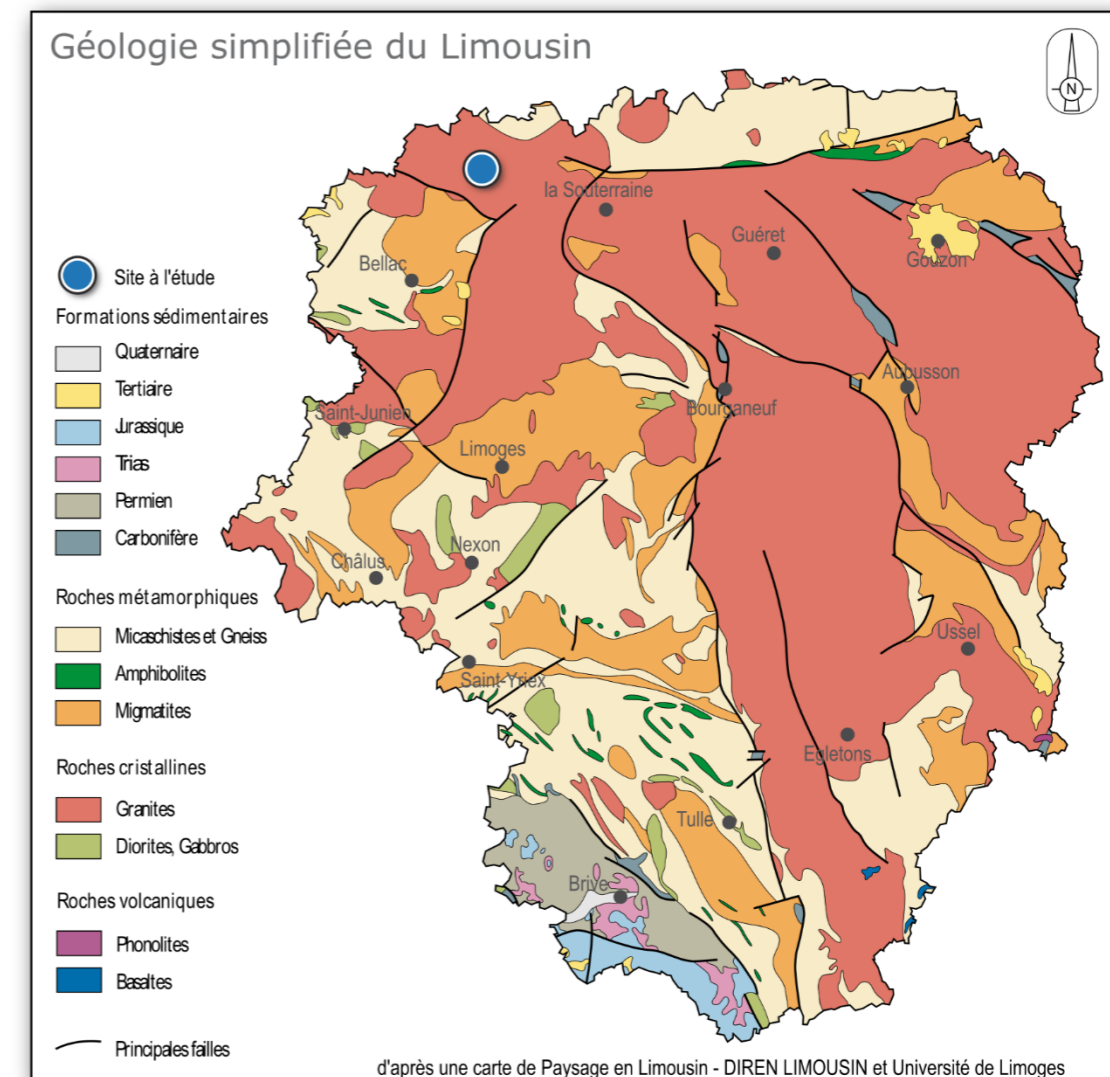 Géologie simplifiée du Limousin
N
la Souterraine
Guéret
Gouzon
Bellac
Site à l'étude
Formations sédimentaires
Quaternaire
Tertiaire
Jurassique
Trias
Permien
Carbonifère
Aubusson
Bourganeuf
Saint-Junien
Limoges
Châlus
Nexon
Roches métamorphiques
Micaschistes et Gneiss
Amphibolites
Migmatites
Ussel
Saint-Yriex
Egletons
Roches cristallines
Granites
Diorites, Gabbros
Tulle
Brive
Roches volcaniques
Phonolites
Basaltes
Principales failles
d'après une carte de Paysage en Limousin - DIREN LIMOUSIN et Université de Limoges